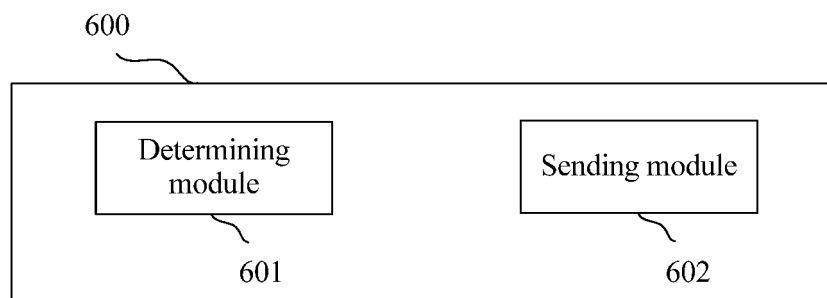 600
Determining
module
Sending module
601
602